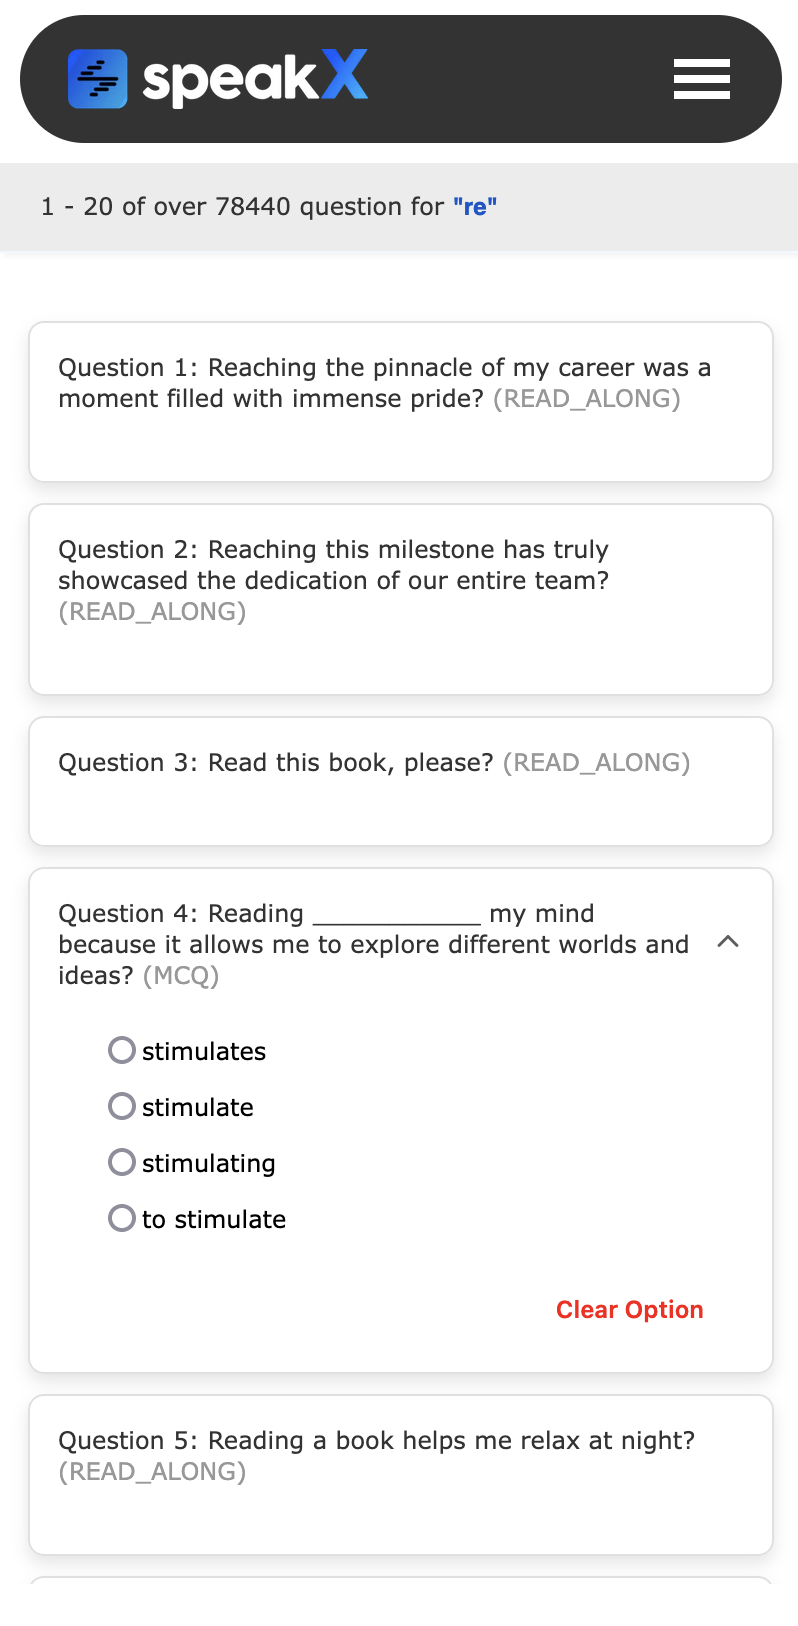 speakX
1 - 20 of over 78440 question for "re"
Question 1: Reaching the pinnacle of my career was a
moment filled with immense pride? (READ_ALONG)
Question 2: Reaching this milestone has truly
showcased the dedication of our entire team?
(READ_ALONG)
Question 3: Read this book, please? (READ_ALONG)
Question 4: Reading ____________ my mind
because it allows me to explore different worlds and
ideas? (MCQ)
stimulates
stimulate
stimulating
to stimulate
Clear Option
Question 5: Reading a book helps me relax at night?
(READ_ALONG)